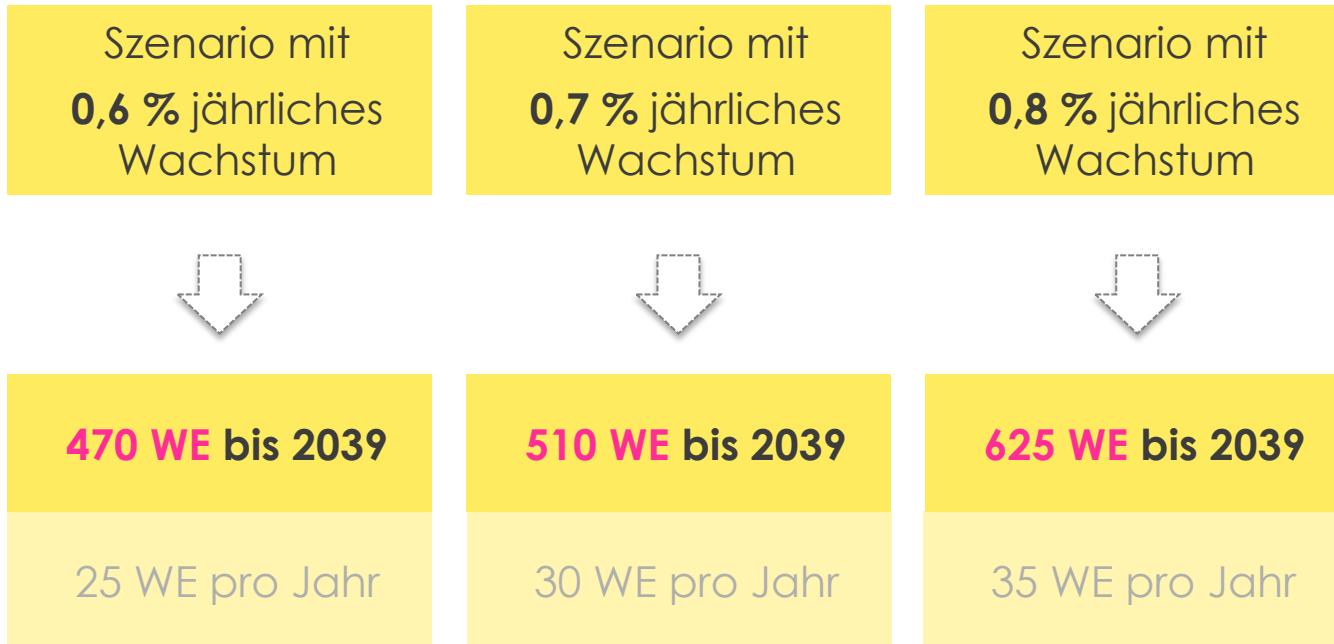 Szenario mit
0,6 % jährliches
Wachstum
Szenario mit
0,7 % jährliches
Wachstum
Szenario mit
0,8 % jährliches
Wachstum
470 WE bis 2039
510 WE bis 2039
625 WE bis 2039
25 WE pro Jahr
30 WE pro Jahr
35 WE pro Jahr